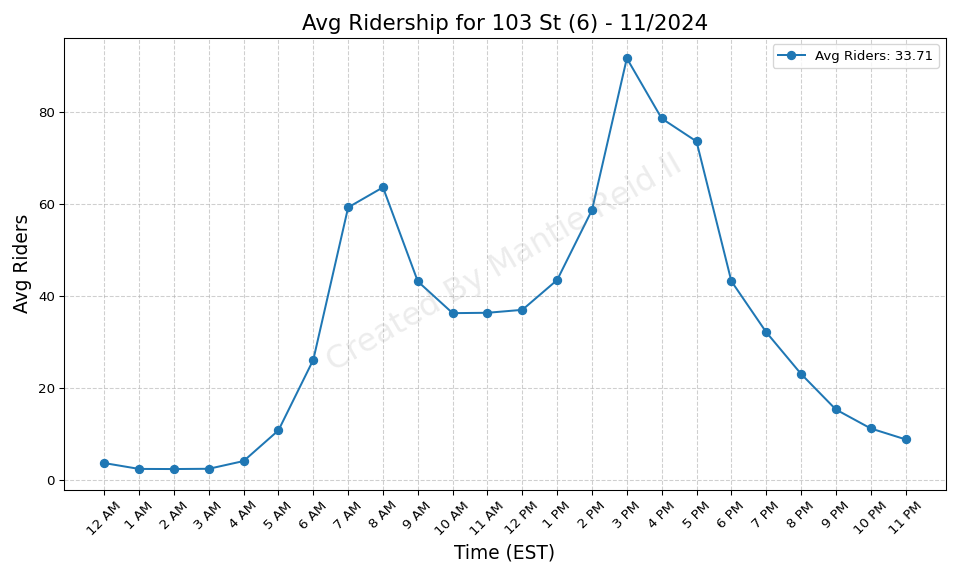 Avg Ridership for 103 St (6) - 11/2024
Avg Riders: 33.71
Avg Riders
80
60
40
20
0
12 AM
1 AM
2 AM
3 AM
4 AM
5 AM
6 AM
7 AM
8 AM
9 AM
10 AM
11 AM
12 PM
1 PM
2 PM
3 PM
4 PM
5 PM
6 PM
7 PM
8 PM
9 PM
10 PM
11 PM
Time (EST)
Created By Mantie Reid II